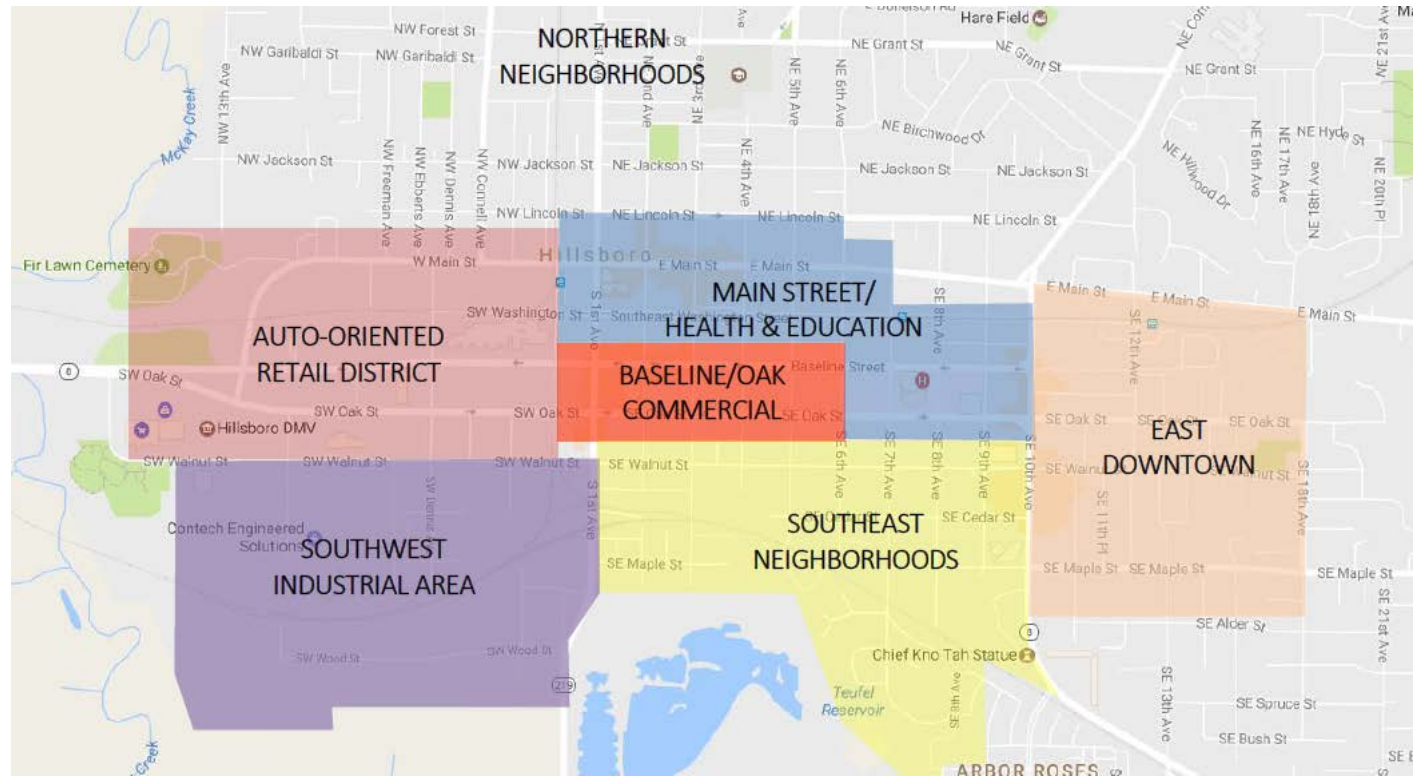 Hare Field
NW Forest St
NORTHERN
NEIGHBORHOODS
NW Garibaldi St
NW Garibaldi St
NE Grant St
NE Grant St
NE Grant St
NW 13th Ave
NE 5th Ave
NE 6th Ave
McKay Creek
NE Birchwood Dr
NE Hillwood Dr
NE 16th Ave
NE 17th Ave
NE Hyde St
NE 18th Ave
NE 20th Pl
NW Jackson St
NW Freeman Ave
NW Ebberts Ave
NW Dennis Ave
NW Connell Ave
NW Jackson St
NE Jackson St
NE 4th Ave
NE Jackson St
NE Jackson St
NW Lincoln St
NE Lincoln St
NE Lincoln St
NE Lincoln St
Fir Lawn Cemetery
W Main St
Hillsboro
E Main St
E Main St
E Main St
E Main St
E Main St
MAIN STREET/
HEALTH & EDUCATION
SW Washington St
S 1st Ave
Southeast Washington Street
SE 8th Ave
SE 12th Ave
AUTO-ORIENTED
RETAIL DISTRICT
8
SW Oak St
BASELINE/OAK
COMMERCIAL
Baseline Street
SW Oak St
SW Oak St
SE Oak St
SE Oak St
SE Oak St
Hillsboro DMV
EAST
DOWNTOWN
SW Walnut St
SW Walnut St
SW Walnut St
SE Walnut St
SE 6th Ave
SE 7th Ave
SE 8th Ave
SE 9th Ave
SE 10th Ave
SE 18th Ave
S 1st Ave
SE 11th Pl
Contech Engineered
Solutions
SOUTHWEST
INDUSTRIAL AREA
SOUTHEAST
NEIGHBORHOODS
SE Cedar St
SE Maple St
SE Maple St
SE Maple St
SE Maple St
SE 21st Ave
SE Alder St
8
SW Wood St
SW Wood St
Chief Kno Tah Statue
219
Teufel
Reservoir
SE 13th Ave
SE 16th Ave
SE Spruce St
SE Bush St
ARBOR ROSES